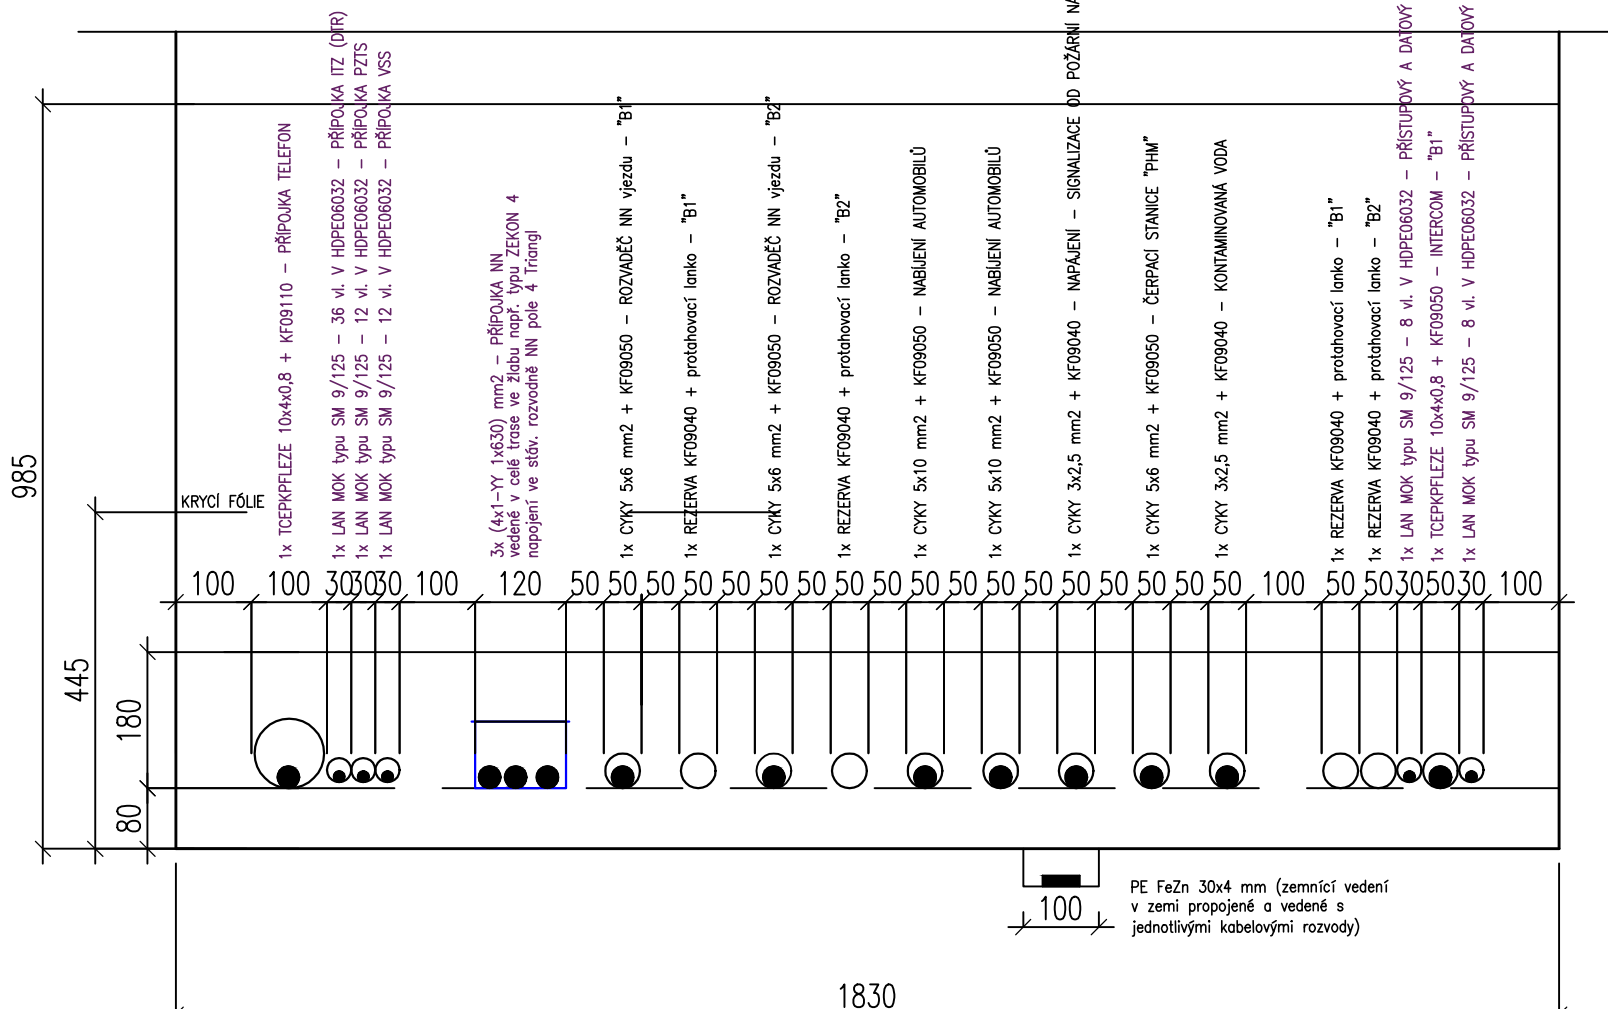 1x TCEPKPFLEZE 10x4x0,8 + KF09110 – PŘÍPOJKA TELEFON
1x LAN MOK typu SM 9/125 – 36 vl. V HDPE06032 – PŘÍPOJKA ITZ (DTR)
1x LAN MOK typu SM 9/125 – 12 vl. V HDPE06032 – PŘÍPOJKA PZTS
1x LAN MOK typu SM 9/125 – 12 vl. V HDPE06032 – PŘÍPOJKA VSS
3x (4x1–YY 1x630) mm2 – PŘÍPOJKA NN
vedené v celé trase ve žlabu např. typu ZEKON 4
napojení ve stáv. rozvodně NN pole 4 Triangl
1x CYKY 5x6 mm2 + KF09050 – ROZVADĚČ NN vjezdu – "B1"
1x REZERVA KF09040 + protahovací lanko – "B1"
1x CYKY 5x6 mm2 + KF09050 – ROZVADĚČ NN vjezdu – "B2"
1x REZERVA KF09040 + protahovací lanko – "B2"
1x CYKY 5x10 mm2 + KF09050 – NABÍJENÍ AUTOMOBILŮ
1x CYKY 5x10 mm2 + KF09050 – NABÍJENÍ AUTOMOBILŮ
1x CYKY 3x2,5 mm2 + KF09040 – NAPÁJENÍ – SIGNALIZACE OD POŽÁRNÍ
1x CYKY 5x6 mm2 + KF09050 – ČERPACÍ STANICE "PHM"
1x CYKY 3x2,5 mm2 + KF09040 – KONTAMINOVANÁ VODA
1x REZERVA KF09040 + protahovací lanko – "B1"
1x REZERVA KF09040 + protahovací lanko – "B2"
1x LAN MOK typu SM 9/125 – 8 vl. V HDPE06032 – PŘÍSTUPOVÝ A DATOVÝ
1x TCEPKPFLEZE 10x4x0,8 + KF09050 – INTERCOM – "B1"
1x LAN MOK typu SM 9/125 – 8 vl. V HDPE06032 – PŘÍSTUPOVÝ A DATOVÝ
985
KRYCÍ FÓLIE
100 100 30 30 30 100 120 50 50 50 50 50 50 50 50 50 50 50 50 50 50 50 50 50 50 100 50 50 30 50 30 100
445
180
80
PE FeZn 30x4 mm (zemnící vedení
v zemi propojené a vedené s
jednotlivými kabelovými rozvody)
100
1830